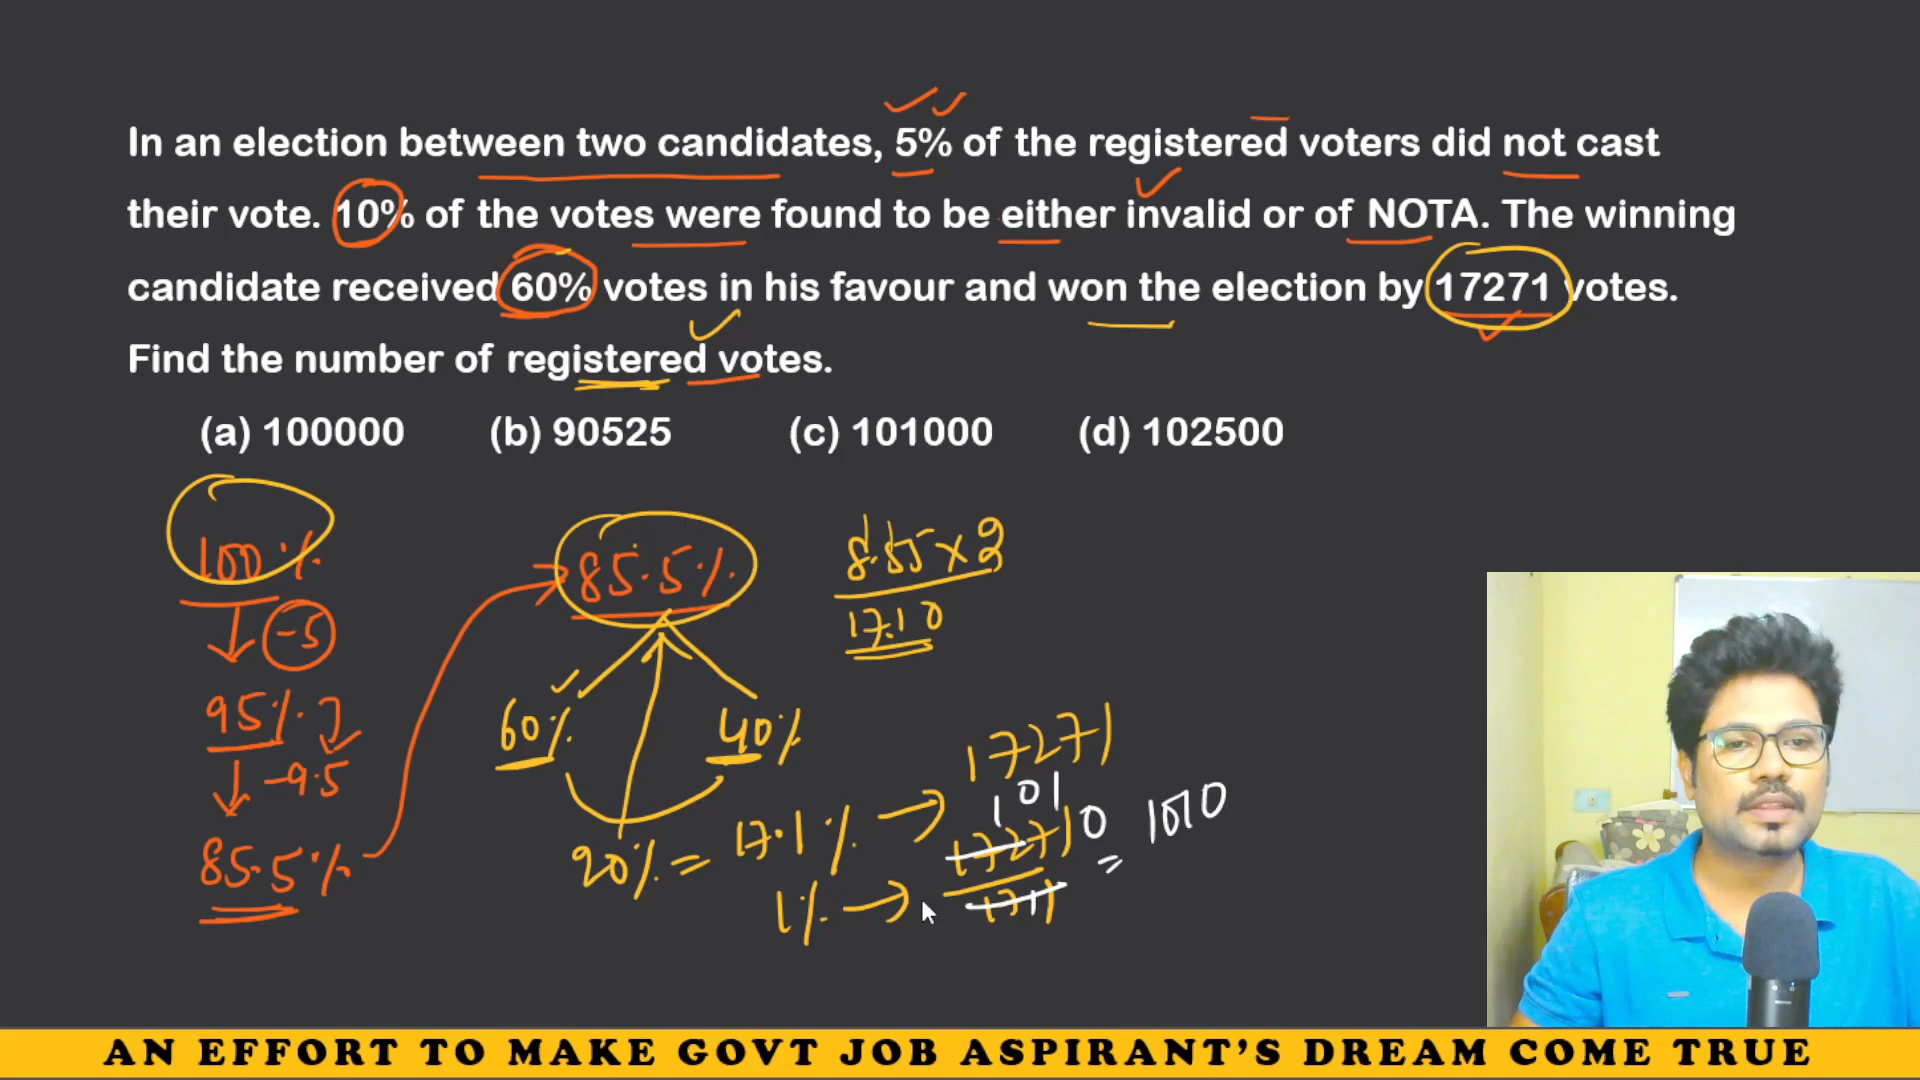 In an election between two candidates, 5% of the registered voters did not cast
their vote. 10% of the votes were found to be either invalid or of NOTA. The winning
candidate received 60% votes in his favour and won the election by 17271 votes.
Find the number of registered votes.
(a) 100000 (b) 90525 (c) 101000 (d) 102500
100%
-5
95%
-9.5
85.5%
85.5%
60% 40%
20% = 17.1% → 17271
8.55 x 2
17.10
1% → 172710
171
101
= 1010
AN EFFORT TO MAKE GOVT JOB ASPIRANT'S DREAM COME TRUE